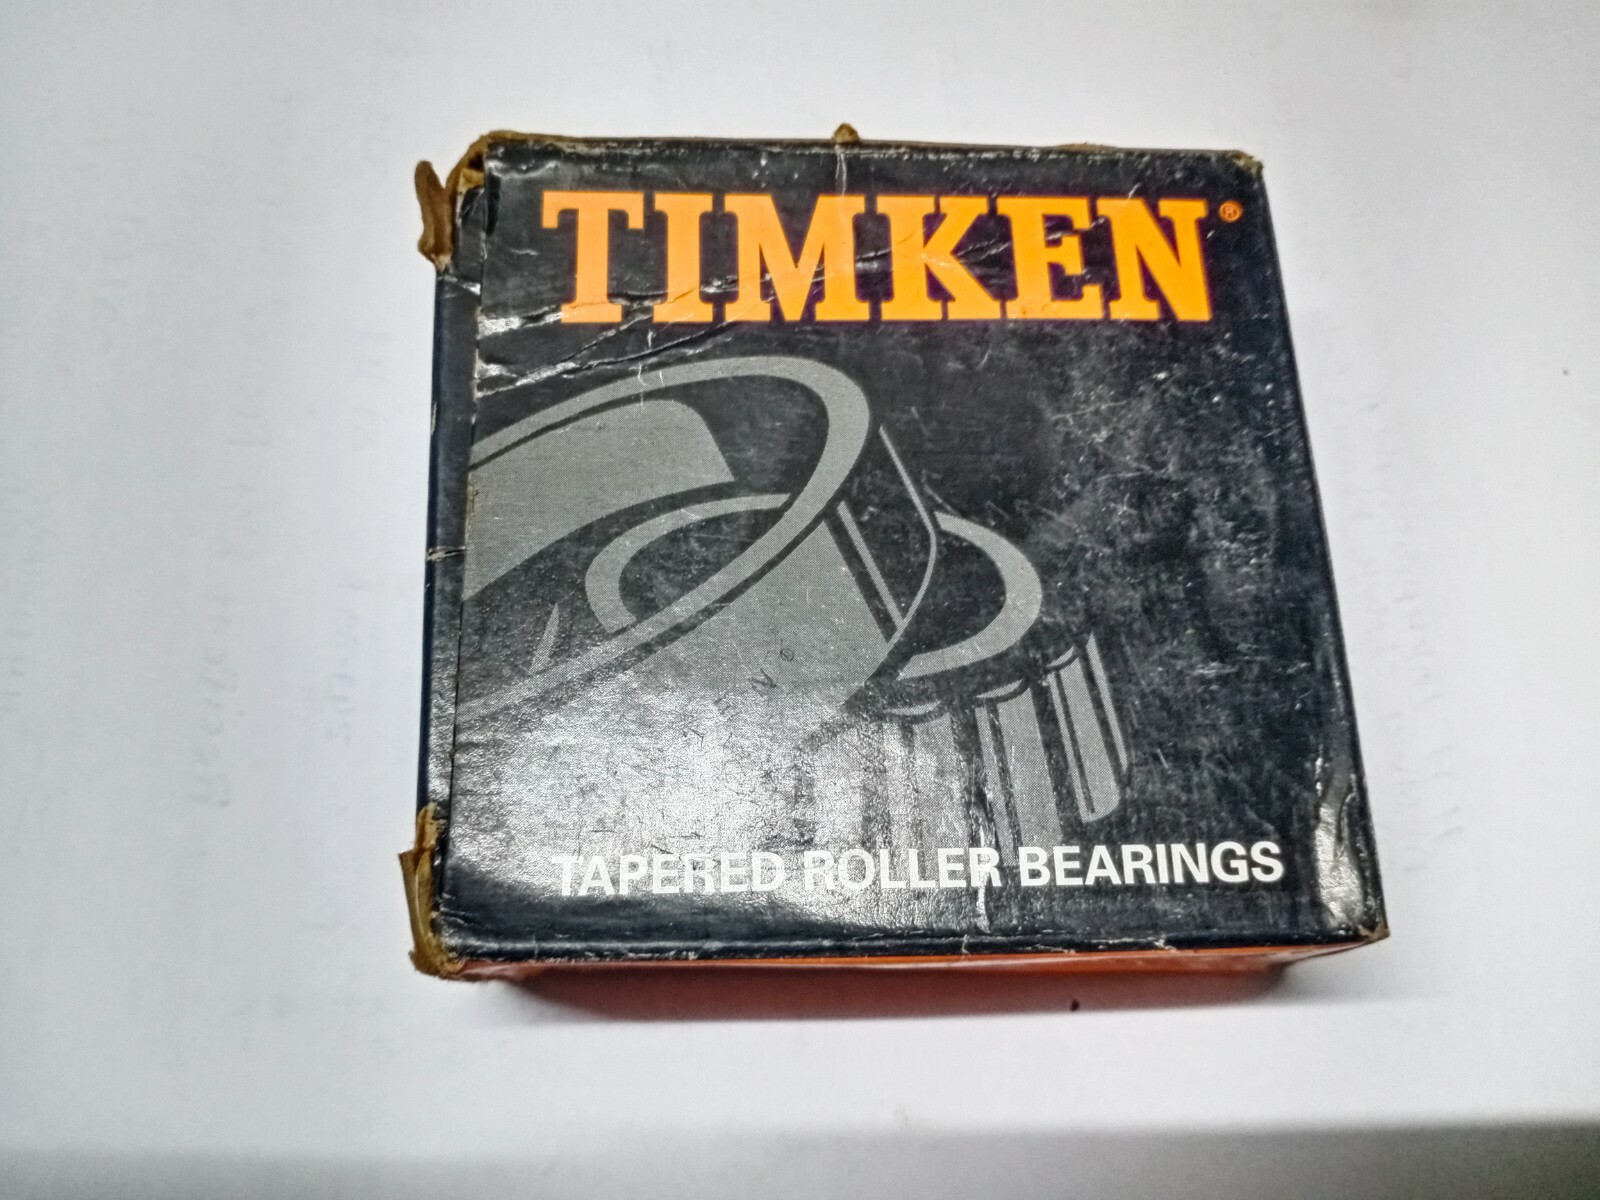 TIMKEN®
TAPERED ROLLER BEARINGS